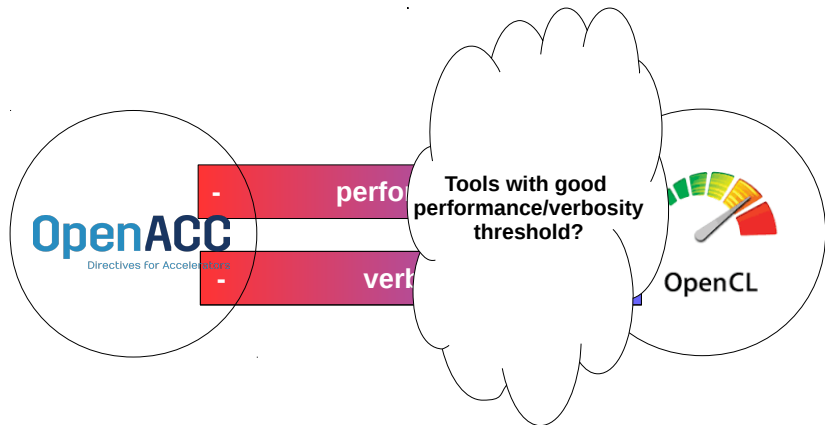 - perfor
Tools with good
performance/verbosity
threshold?
OpenACC
Directives for Accelerators
- verb
OpenCL